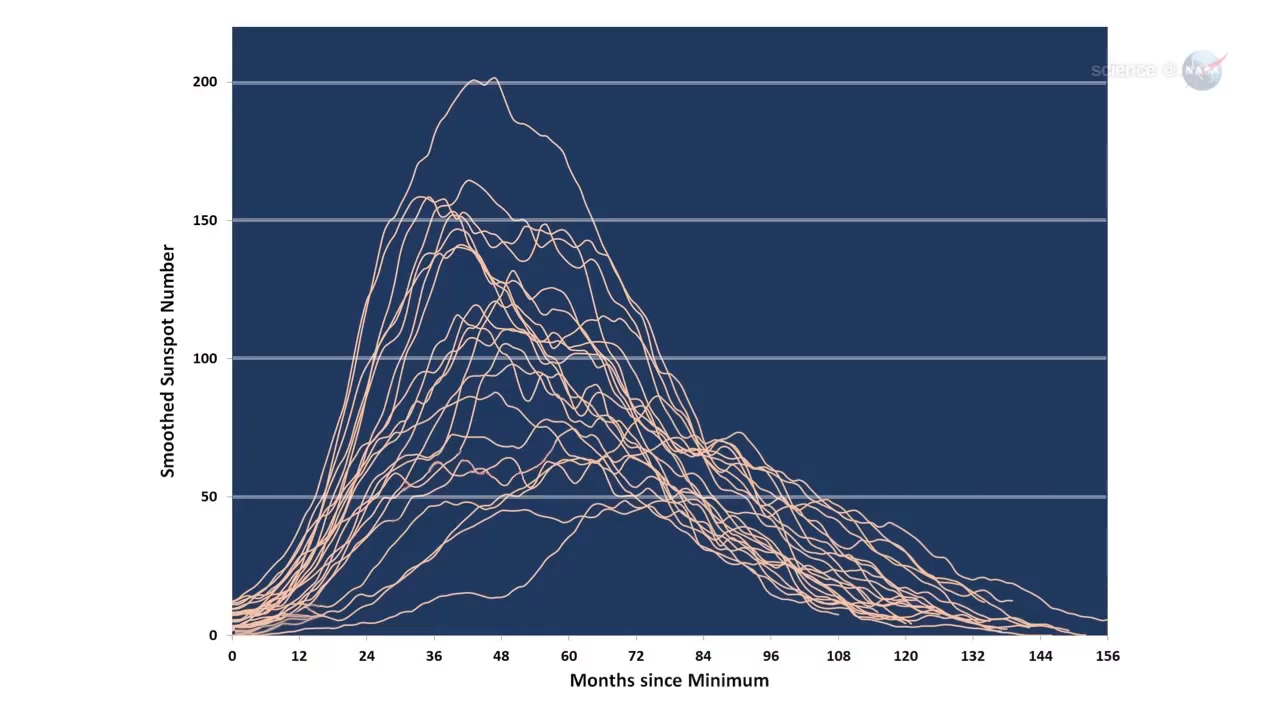 science @ NASA
200
150
100
50
0
Smoothed Sunspot Number
0 12 24 36 48 60 72 84 96 108 120 132 144 156
Months since Minimum